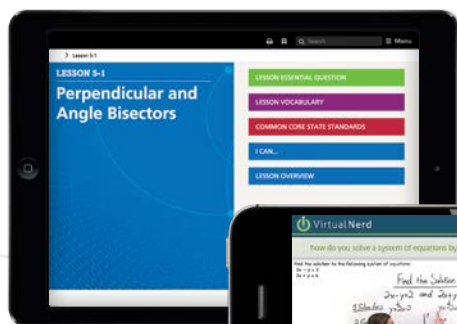 Search
Menu
Lesson 5-1
LESSON 5-1
Perpendicular and
Angle Bisectors
LESSON ESSENTIAL QUESTION
LESSON VOCABULARY
COMMON CORE STATE STANDARDS
I CAN...
LESSON OVERVIEW
VirtualNerd
how do you solve a system of equations by
Find the solution to the following system of equations:
Find the Solution